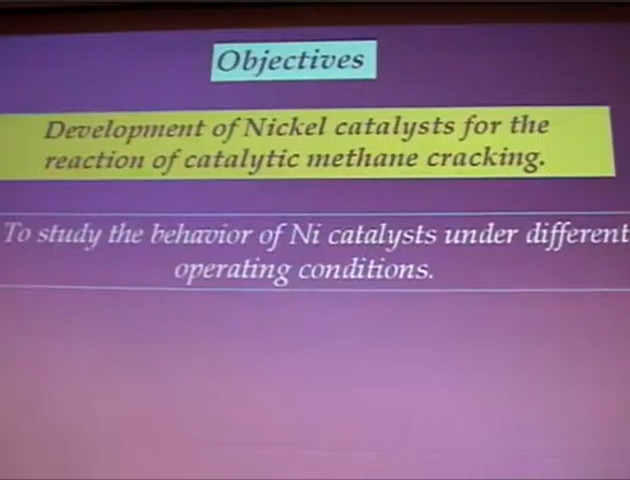 Objectives
Development of Nickel catalysts for the
reaction of catalytic methane cracking.
To study the behavior of Ni catalysts under different
operating conditions.